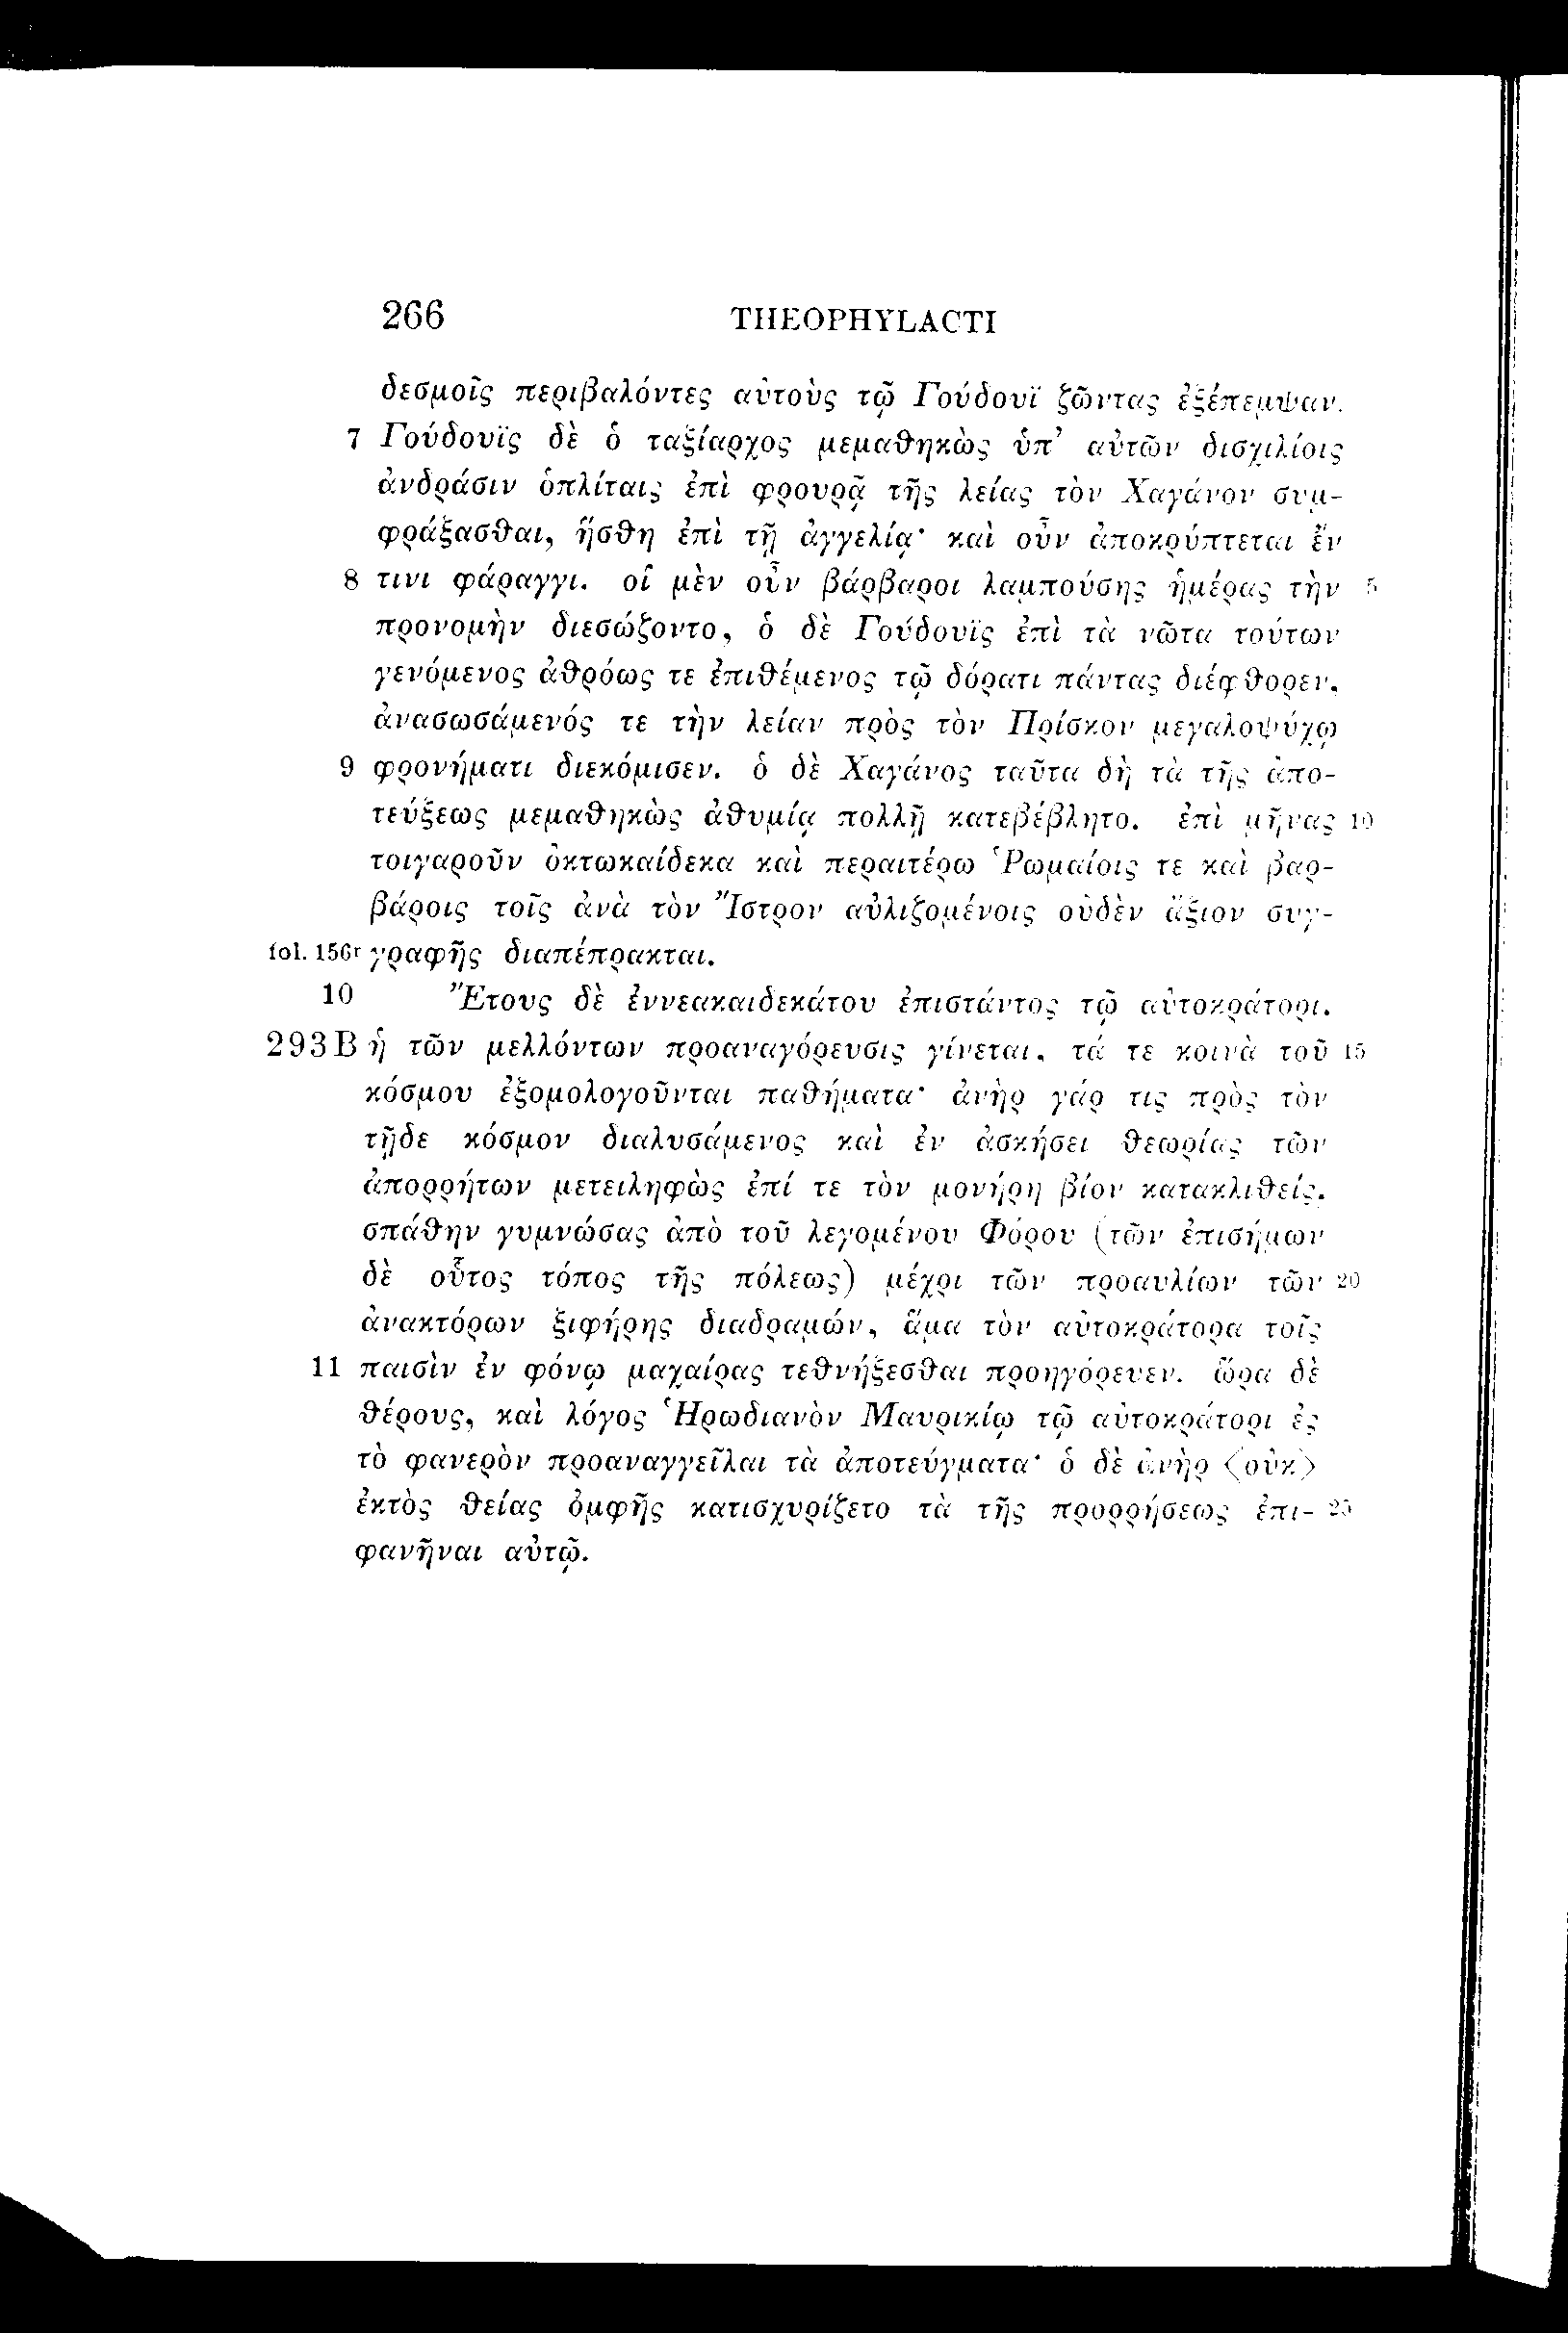 266 THEOPHYLACTI
δεσμοῖς περιβαλόντες αὐτοὺς τῷ Γούδουϊ ζῶντας ἐξέπεμψαν.
7 Γούδουϊς δὲ ὁ ταξίαρχος μεμαθηκὼς ὑπ’ αὐτῶν δισχιλίοις
ἀνδράσιν ὁπλίταις ἐπὶ φρουρᾷ τῆς λείας τὸν Χαγάνον συμ-
φράξασθαι, ἥσθη ἐπὶ τῇ ἀγγελίᾳ· καὶ οὖν ἀποκρύπτεται ἔν
8 τινι φάραγγι. οἱ μὲν οὖν βάρβαροι λαμπούσης ἡμέρας τὴν 5
προνομὴν διεσώζοντο, ὁ δὲ Γούδουϊς ἐπὶ τὰ νῶτα τούτων
γενόμενος ἀθρόως τε ἐπιθέμενος τῷ δόρατι πάντας διέφθορεν,
ἀνασωσάμενός τε τὴν λείαν πρὸς τὸν Πρίσκον μεγαλοψύχῳ
9 φρονήματι διεκόμισεν. ὁ δὲ Χαγάνος ταῦτα δὴ τὰ τῆς ἀπο-
τεύξεως μεμαθηκὼς ἀθυμίᾳ πολλῇ κατεβέβλητο. ἐπὶ μῆνας 10
τοιγαροῦν ὀκτωκαίδεκα καὶ περαιτέρω Ῥωμαίοις τε καὶ βαρ-
βάροις τοῖς ἀνὰ τὸν Ἴστρον αὐλιζομένοις οὐδὲν ἄξιον συγ-
fol. 156r γραφῆς διαπέπρακται.
10 Ἔτους δὲ ἐννεακαιδεκάτου ἐπιστάντος τῷ αὐτοκράτορι,
293B ἡ τῶν μελλόντων προαναγόρευσις γίνεται, τά τε κοινὰ τοῦ 15
κόσμου ἐξομολογοῦνται παθήματα· ἀνὴρ γάρ τις πρὸς τὸν
τῇδε κόσμον διαλυσάμενος καὶ ἐν ἀσκήσει θεωρίας τῶν
ἀπορρήτων μετειληφὼς ἐπί τε τὸν μονήρη βίον κατακλιθείς,
σπάθην γυμνώσας ἀπὸ τοῦ λεγομένου Φόρου (τῶν ἐπισήμων
δὲ οὗτος τόπος τῆς πόλεως) μέχρι τῶν προαυλίων τῶν 20
ἀνακτόρων ξιφήρης διαδραμών, ἅμα τὸν αὐτοκράτορα τοῖς
11 παισὶν ἐν φόνῳ μαχαίρας τεθνήξεσθαι προηγόρευεν. ὥρα δὲ
θέρους, καὶ λόγος Ἡρωδιανὸν Μαυρικίῳ τῷ αὐτοκράτορι ἐς
τὸ φανερὸν προαναγγεῖλαι τὰ ἀποτεύγματα· ὁ δὲ ἀνὴρ ⟨οὐκ⟩
ἐκτὸς θείας ὀμφῆς κατισχυρίζετο τὰ τῆς προρρήσεως ἐπι- 25
φανῆναι αὐτῷ.